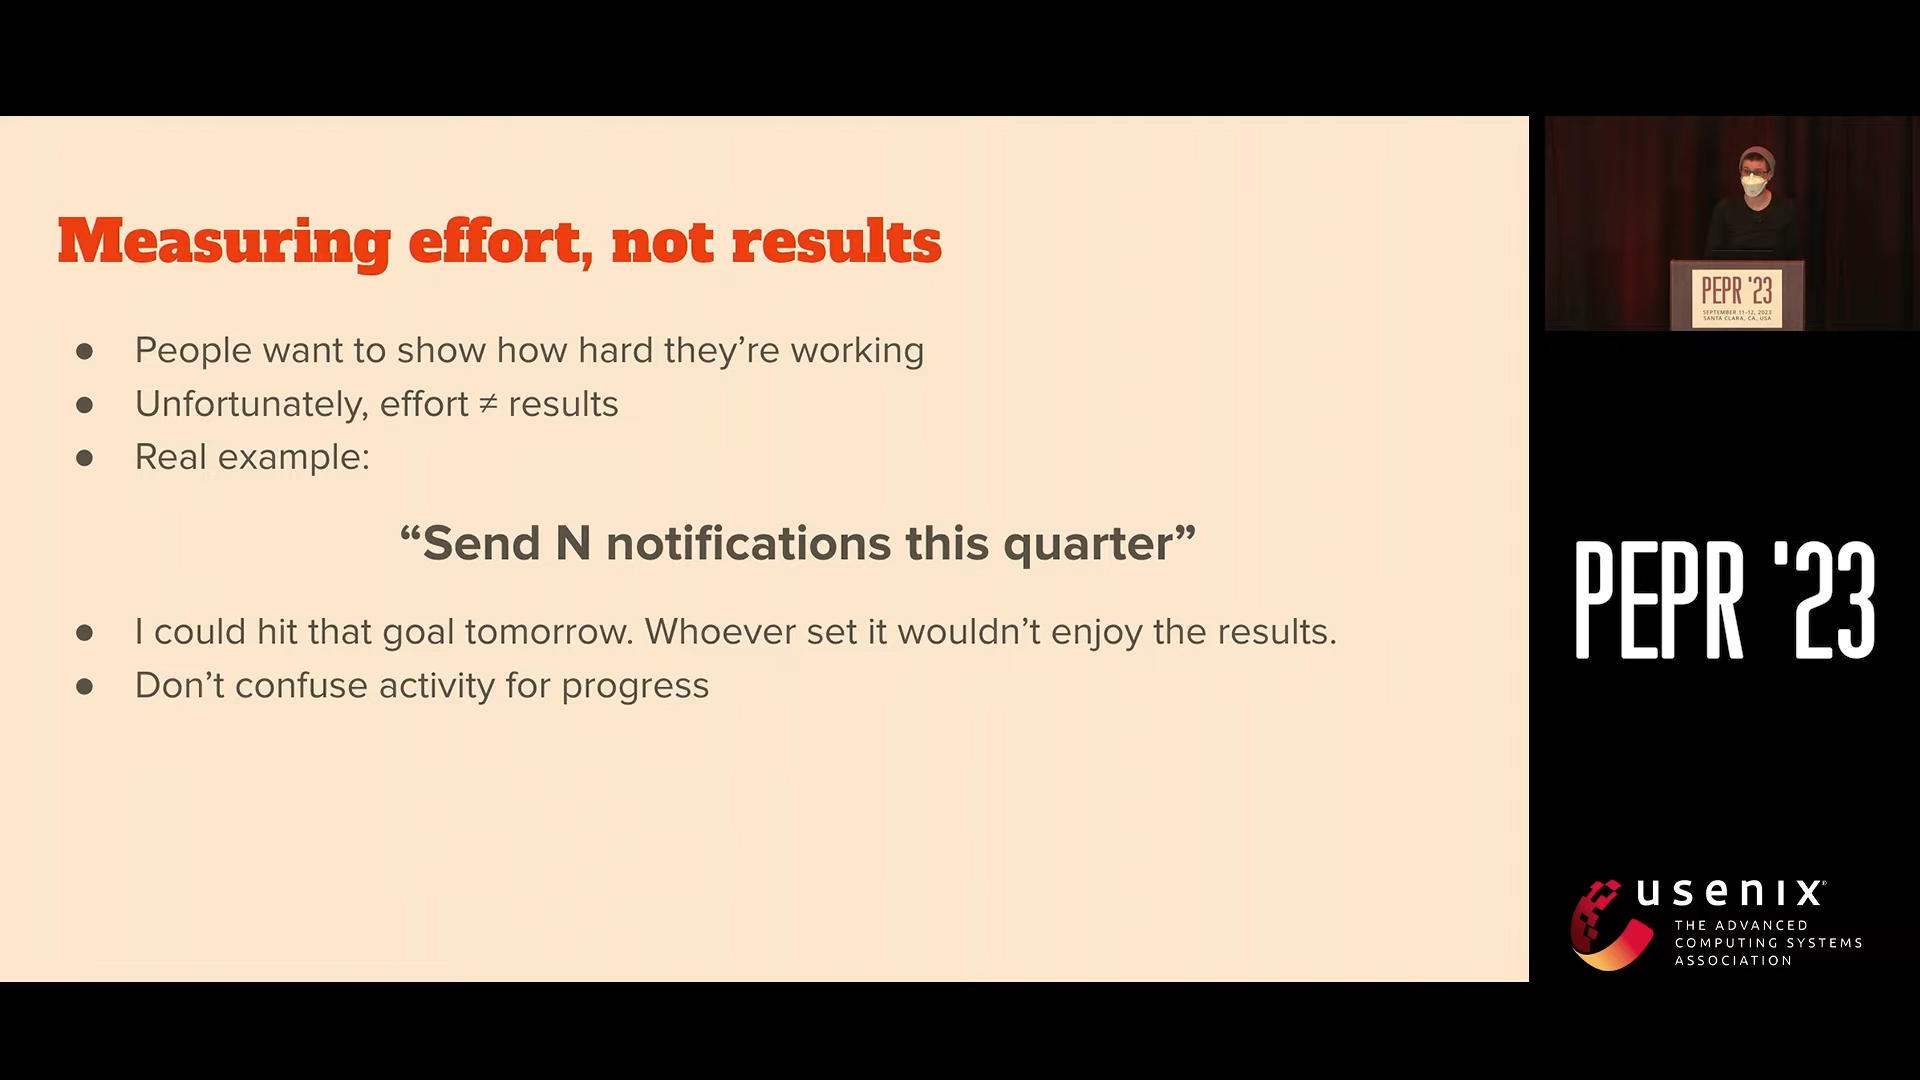 Measuring effort, not results
● People want to show how hard they’re working
● Unfortunately, effort ≠ results
● Real example:
“Send N notifications this quarter”
● I could hit that goal tomorrow. Whoever set it wouldn’t enjoy the results.
● Don’t confuse activity for progress
PEPR '23
SEPTEMBER 11–12, 2023
SANTA CLARA, CA, USA
PEPR '23
usenix®
THE ADVANCED
COMPUTING SYSTEMS
ASSOCIATION